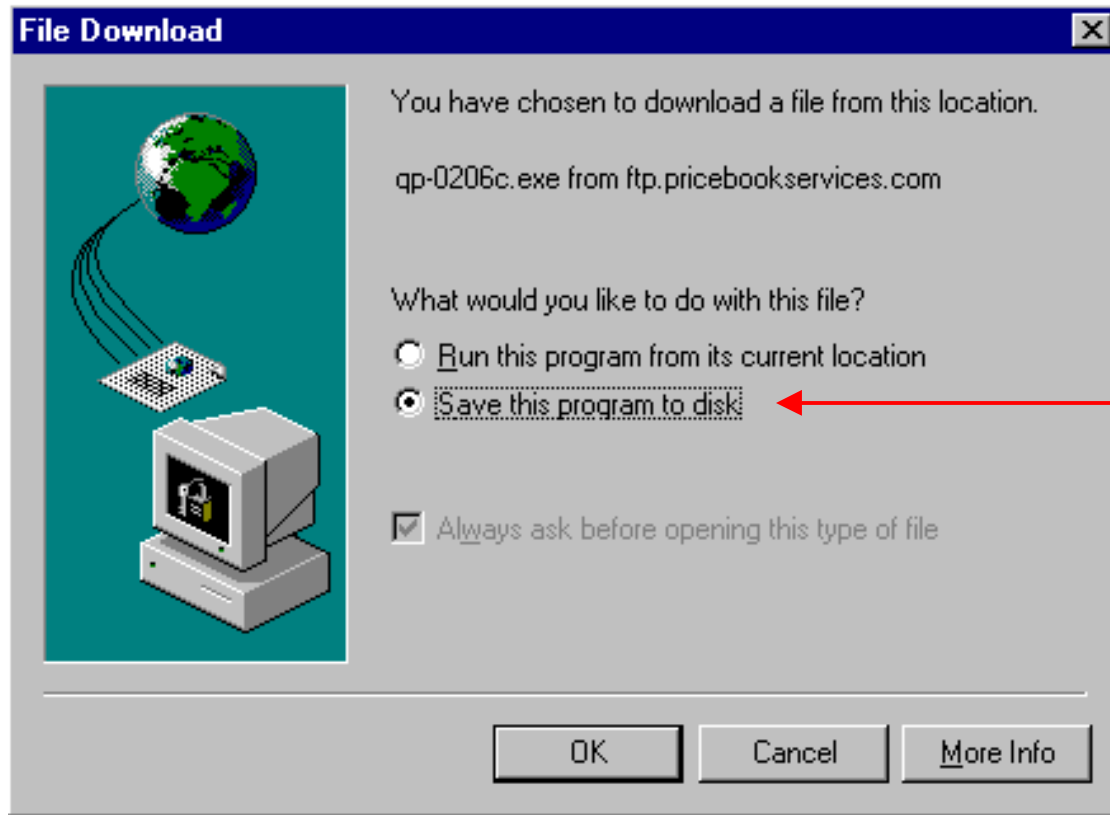 File Download
You have chosen to download a file from this location.
qp-0206c.exe from ftp.pricebookservices.com
What would you like to do with this file?
Run this program from its current location
Save this program to disk
Always ask before opening this type of file
OK Cancel More Info